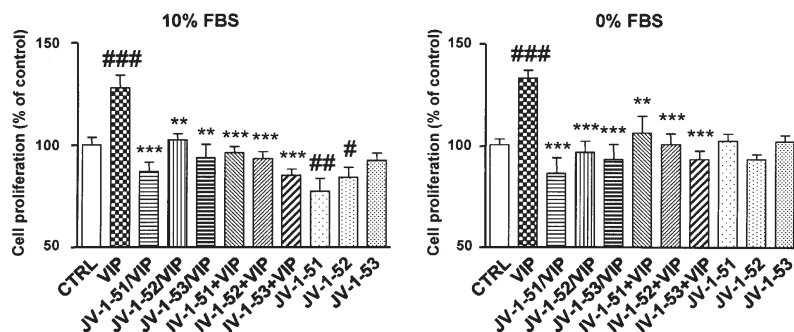 10% FBS
Cell proliferation (% of control)
150
100
50
###
***
**
**
***
***
***
##
#
CTRL
VIP
JV-1-51/VIP
JV-1-52/VIP
JV-1-53/VIP
JV-1-51+VIP
JV-1-52+VIP
JV-1-53+VIP
JV-1-51
JV-1-52
JV-1-53
0% FBS
Cell proliferation (% of control)
150
100
50
###
***
***
***
**
***
***
CTRL
VIP
JV-1-51/VIP
JV-1-52/VIP
JV-1-53/VIP
JV-1-51+VIP
JV-1-52+VIP
JV-1-53+VIP
JV-1-51
JV-1-52
JV-1-53